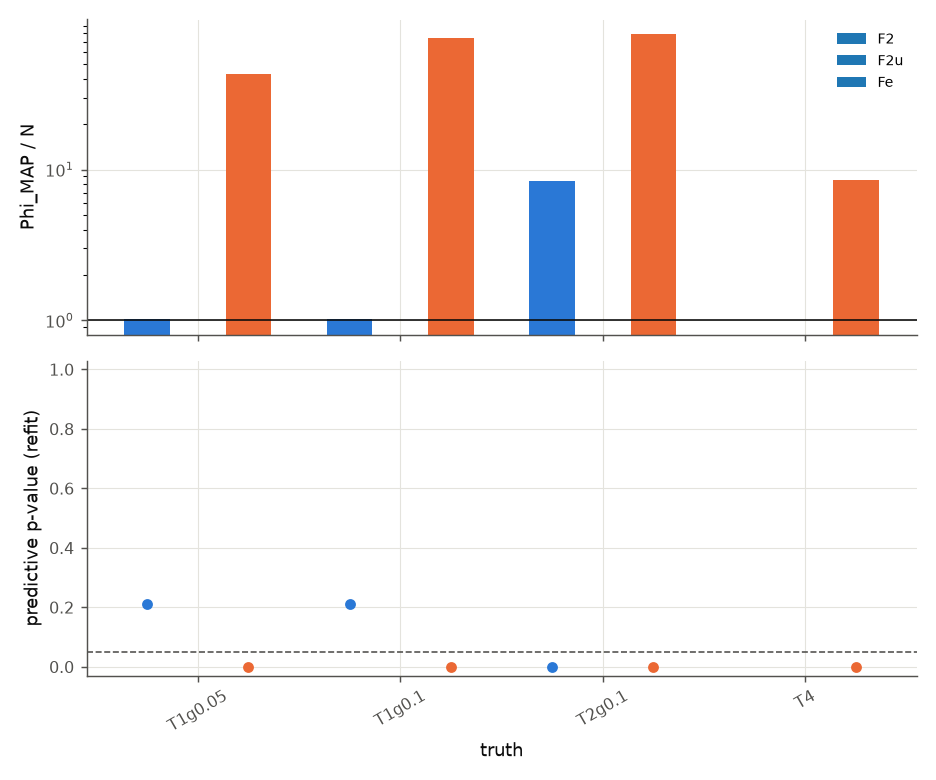 Phi_MAP / N
10¹
10⁰
F2
F2u
Fe
predictive p-value (refit)
1.0
0.8
0.6
0.4
0.2
0.0
T1g0.05
T1g0.1
T2g0.1
T4
truth